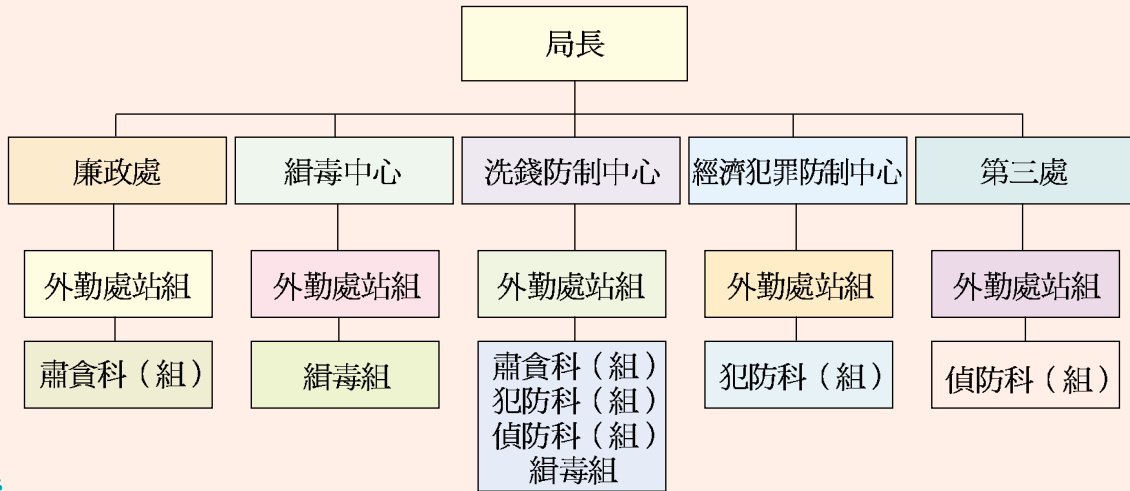 局長
廉政處
緝毒中心
洗錢防制中心
經濟犯罪防制中心
第三處
外勤處站組
外勤處站組
外勤處站組
外勤處站組
外勤處站組
肅貪科（組）
緝毒組
肅貪科（組）
犯防科（組）
偵防科（組）
緝毒組
犯防科（組）
偵防科（組）